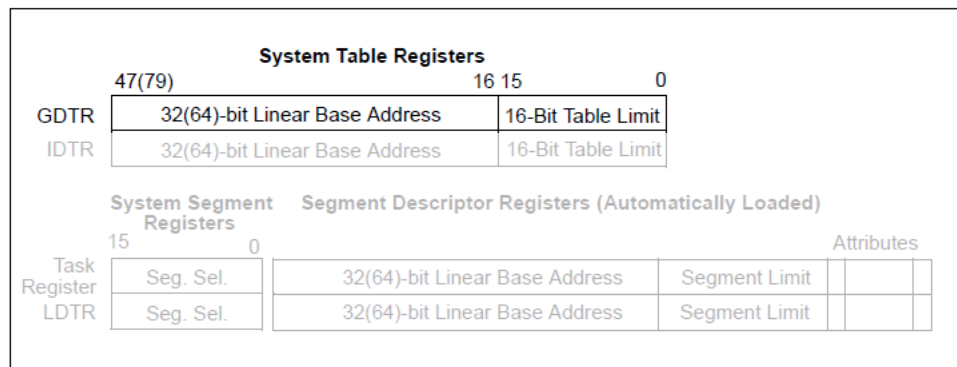 System Table Registers
47(79) 16 15 0
GDTR 32(64)-bit Linear Base Address 16-Bit Table Limit
IDTR 32(64)-bit Linear Base Address 16-Bit Table Limit
System Segment Segment Descriptor Registers (Automatically Loaded)
Registers
15 0 Attributes
Task
Register Seg. Sel. 32(64)-bit Linear Base Address Segment Limit
LDTR Seg. Sel. 32(64)-bit Linear Base Address Segment Limit